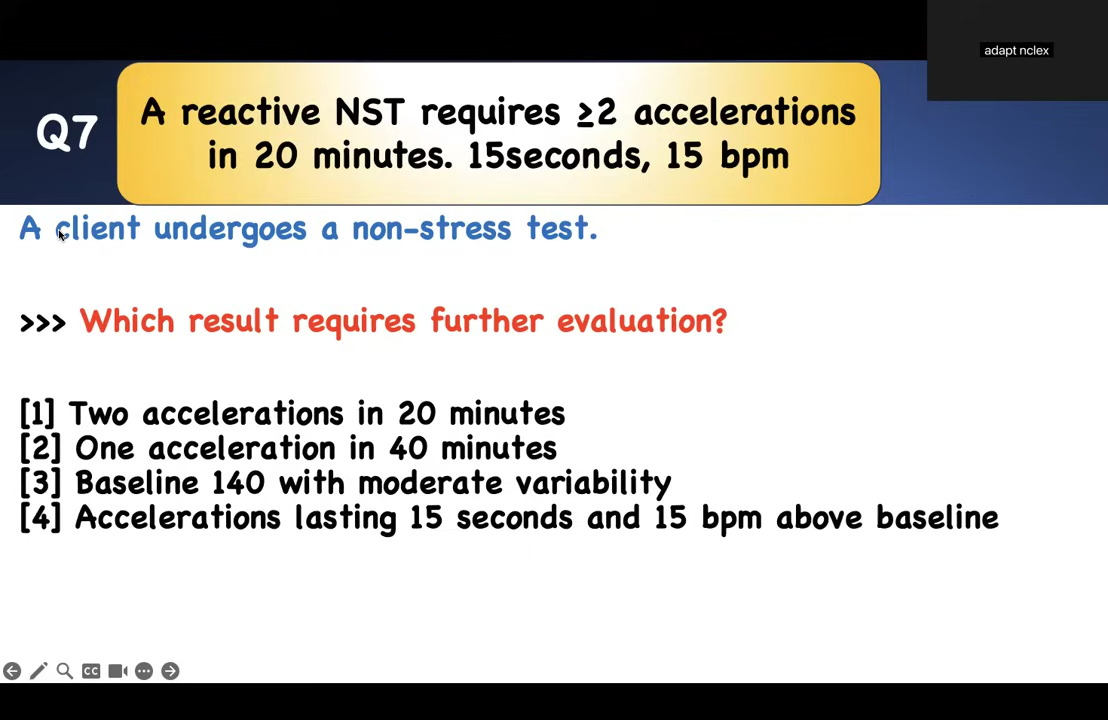 adapt nclex
Q7
A reactive NST requires ≥2 accelerations
in 20 minutes. 15seconds, 15 bpm
A client undergoes a non-stress test.
>>> Which result requires further evaluation?
[1] Two accelerations in 20 minutes
[2] One acceleration in 40 minutes
[3] Baseline 140 with moderate variability
[4] Accelerations lasting 15 seconds and 15 bpm above baseline
CC